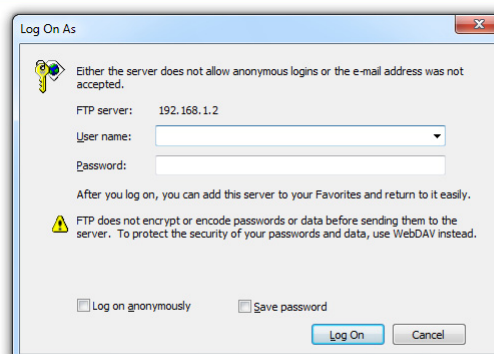 Log On As
Either the server does not allow anonymous logins or the e-mail address was not
accepted.
FTP server: 192.168.1.2
User name:
Password:
After you log on, you can add this server to your Favorites and return to it easily.
FTP does not encrypt or encode passwords or data before sending them to the
server. To protect the security of your passwords and data, use WebDAV instead.
Log on anonymously Save password
Log On Cancel